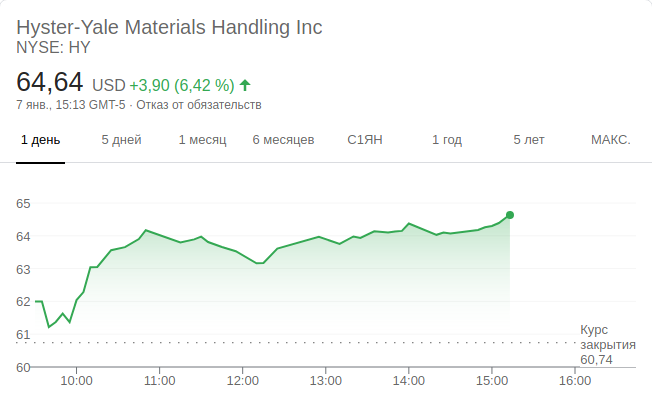 Hyster-Yale Materials Handling Inc
NYSE: HY
64,64 USD +3,90 (6,42 %)
7 янв., 15:13 GMT-5 · Отказ от обязательств
1 день 5 дней 1 месяц 6 месяцев С1ЯН 1 год 5 лет МАКС.
65
64
63
62
61
60
Курс
закрытия
60,74
10:00 11:00 12:00 13:00 14:00 15:00 16:00